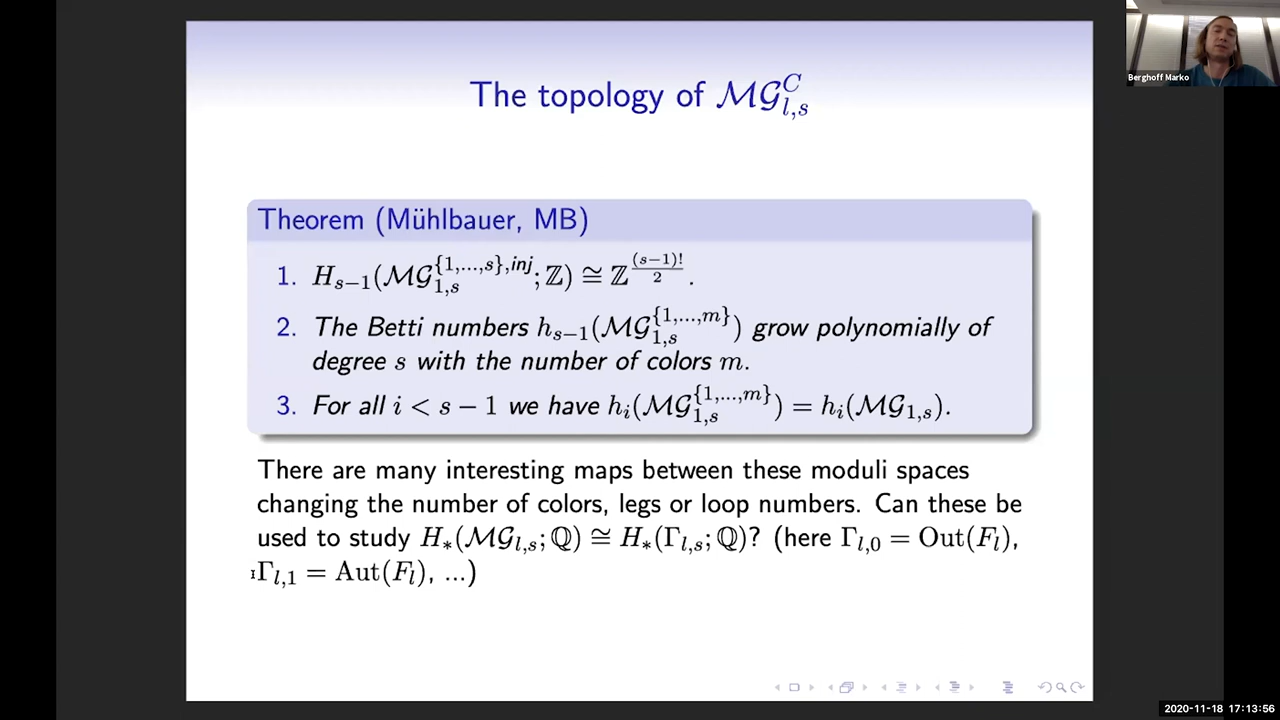 The topology of $\mathcal{MG}^{C}_{l,s}$
Berghoff Marko
Theorem (Mühlbauer, MB)
1. $H_{s-1}(\mathcal{MG}^{\{1,\ldots,s\},inj}_{1,s};\mathbb{Z}) \cong \mathbb{Z}^{\frac{(s-1)!}{2}}$.
2. The Betti numbers $h_{s-1}(\mathcal{MG}^{\{1,\ldots,m\}}_{1,s})$ grow polynomially of
degree $s$ with the number of colors $m$.
3. For all $i < s-1$ we have $h_i(\mathcal{MG}^{\{1,\ldots,m\}}_{1,s}) = h_i(\mathcal{MG}_{1,s})$.
There are many interesting maps between these moduli spaces
changing the number of colors, legs or loop numbers. Can these be
used to study $H_*(\mathcal{MG}_{l,s};\mathbb{Q}) \cong H_*(\Gamma_{l,s};\mathbb{Q})$? (here $\Gamma_{l,0} = \mathrm{Out}(F_l)$,
$\Gamma_{l,1} = \mathrm{Aut}(F_l)$, ...)
2020-11-18 17:13:56